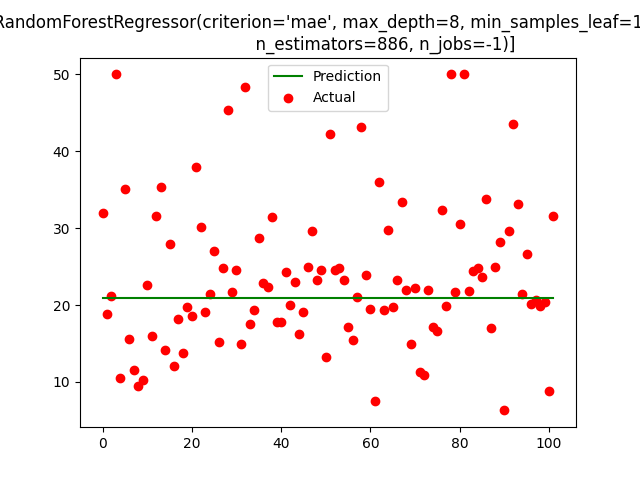 RandomForestRegressor(criterion='mae', max_depth=8, min_samples_leaf=1
n_estimators=886, n_jobs=-1)]
Prediction
Actual
50
40
30
20
10
0
20
40
60
80
100